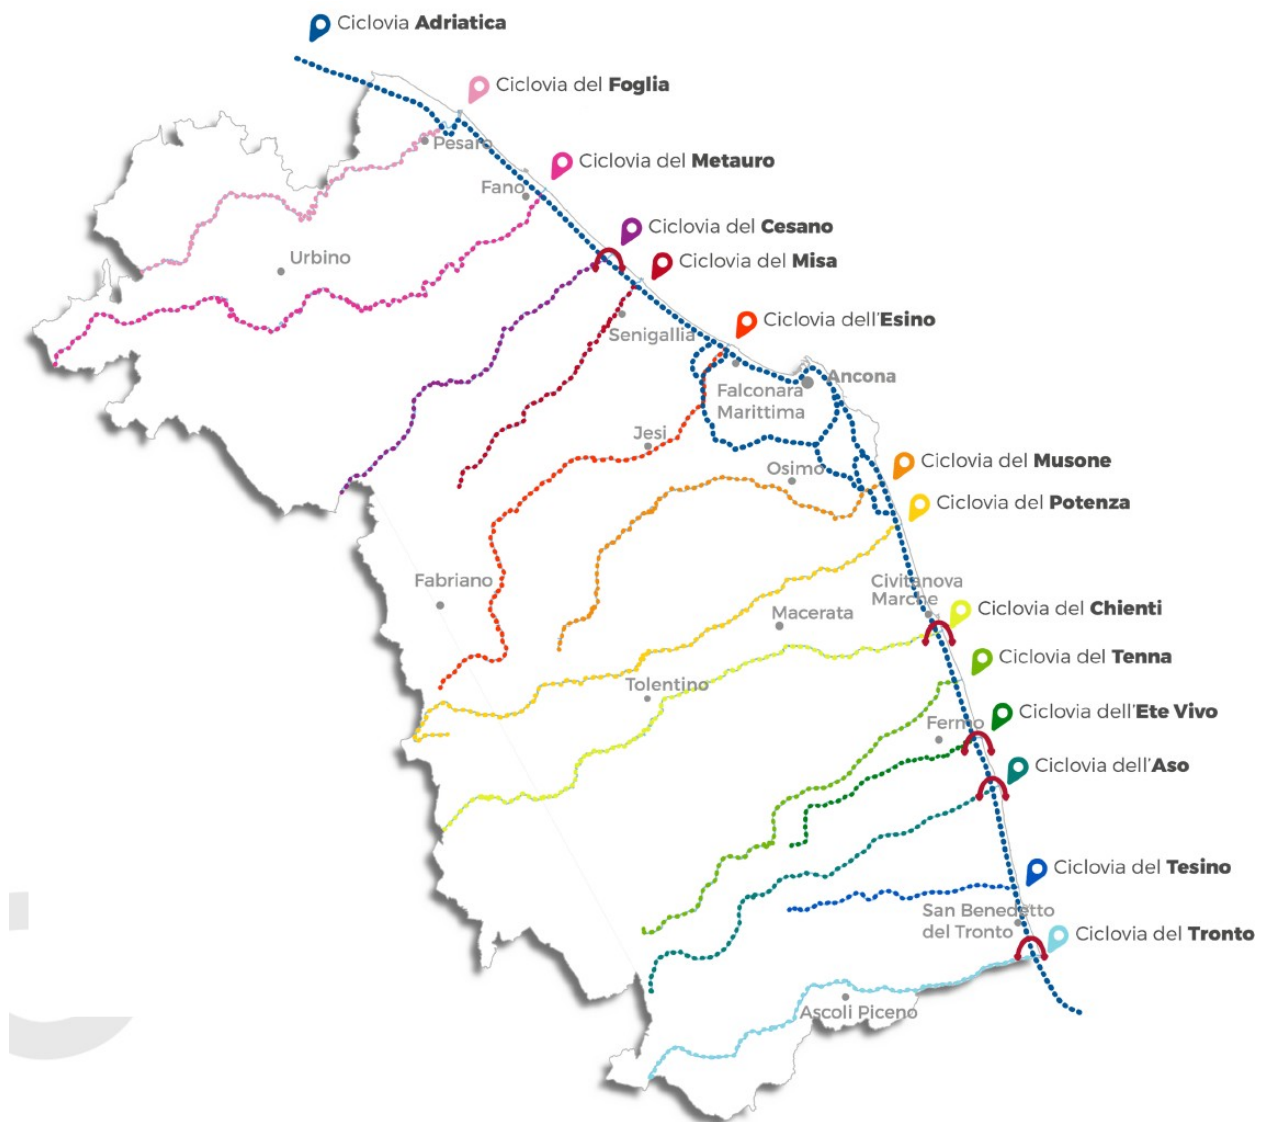 Ciclovia Adriatica
Ciclovia del Foglia
Pesaro
Ciclovia del Metauro
Fano
Ciclovia del Cesano
Urbino
Ciclovia del Misa
Senigallia
Ciclovia dell'Esino
Ancona
Falconara
Marittima
Jesi
Osimo
Ciclovia del Musone
Ciclovia del Potenza
Fabriano
Civitanova
Marche
Macerata
Ciclovia del Chienti
Ciclovia del Tenna
Tolentino
Ciclovia dell'Ete Vivo
Fermo
Ciclovia dell'Aso
Ciclovia del Tesino
San Benedetto
del Tronto
Ciclovia del Tronto
Ascoli Piceno